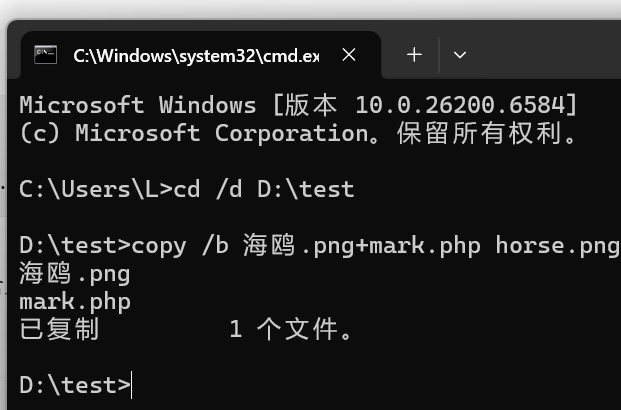 C:\Windows\system32\cmd.ex
Microsoft Windows [版本 10.0.26200.6584]
(c) Microsoft Corporation。保留所有权利。
C:\Users\L>cd /d D:\test
D:\test>copy /b 海鸥.png+mark.php horse.png
海鸥.png
mark.php
已复制         1 个文件。
D:\test>